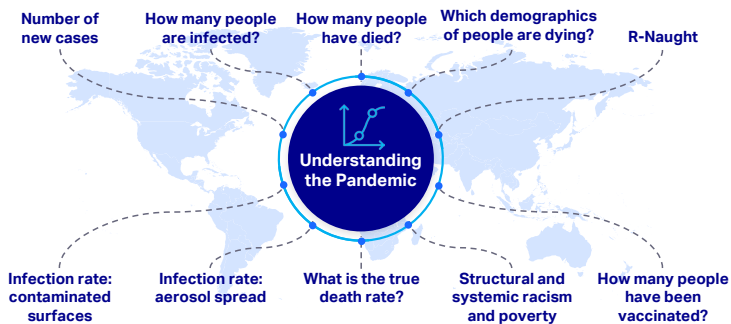 Number of
new cases
How many people
are infected?
How many people
have died?
Which demographics
of people are dying?
R-Naught
Understanding
the Pandemic
Infection rate:
contaminated
surfaces
Infection rate:
aerosol spread
What is the true
death rate?
Structural and
systemic racism
and poverty
How many people
have been
vaccinated?